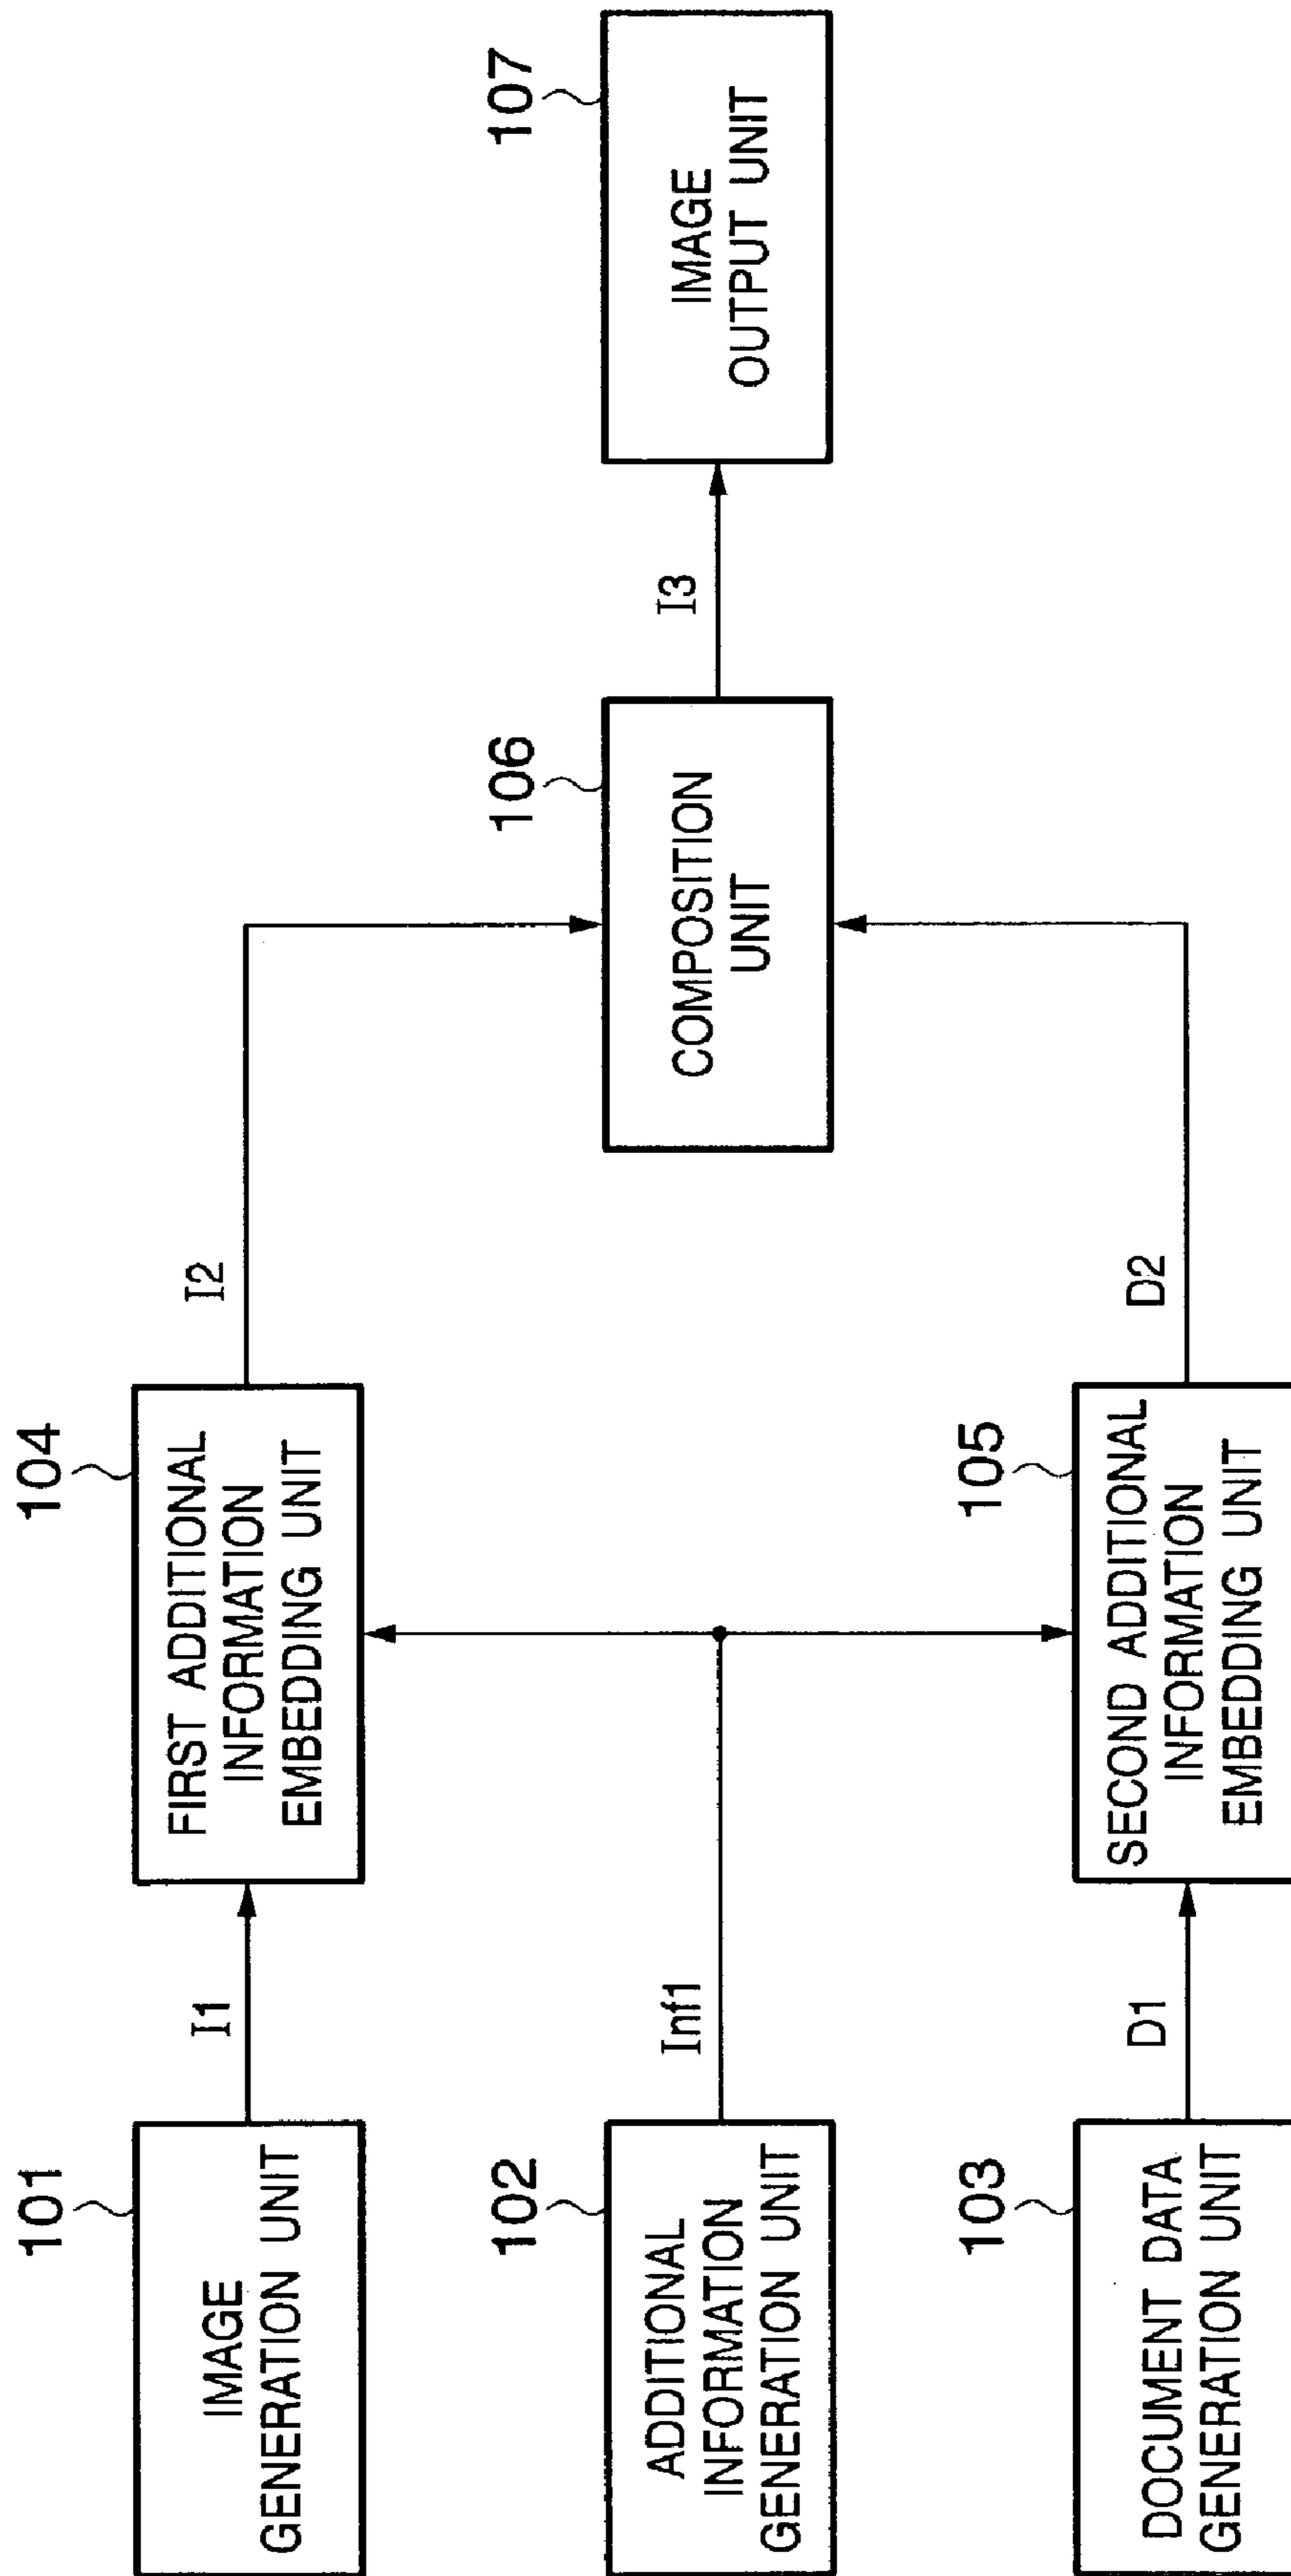 101
IMAGE
GENERATION UNIT
I1
104
FIRST ADDITIONAL
INFORMATION
EMBEDDING UNIT
I2
102
ADDITIONAL
INFORMATION
GENERATION UNIT
Inf1
106
COMPOSITION
UNIT
I3
107
IMAGE
OUTPUT UNIT
103
DOCUMENT DATA
GENERATION UNIT
D1
105
SECOND ADDITIONAL
INFORMATION
EMBEDDING UNIT
D2